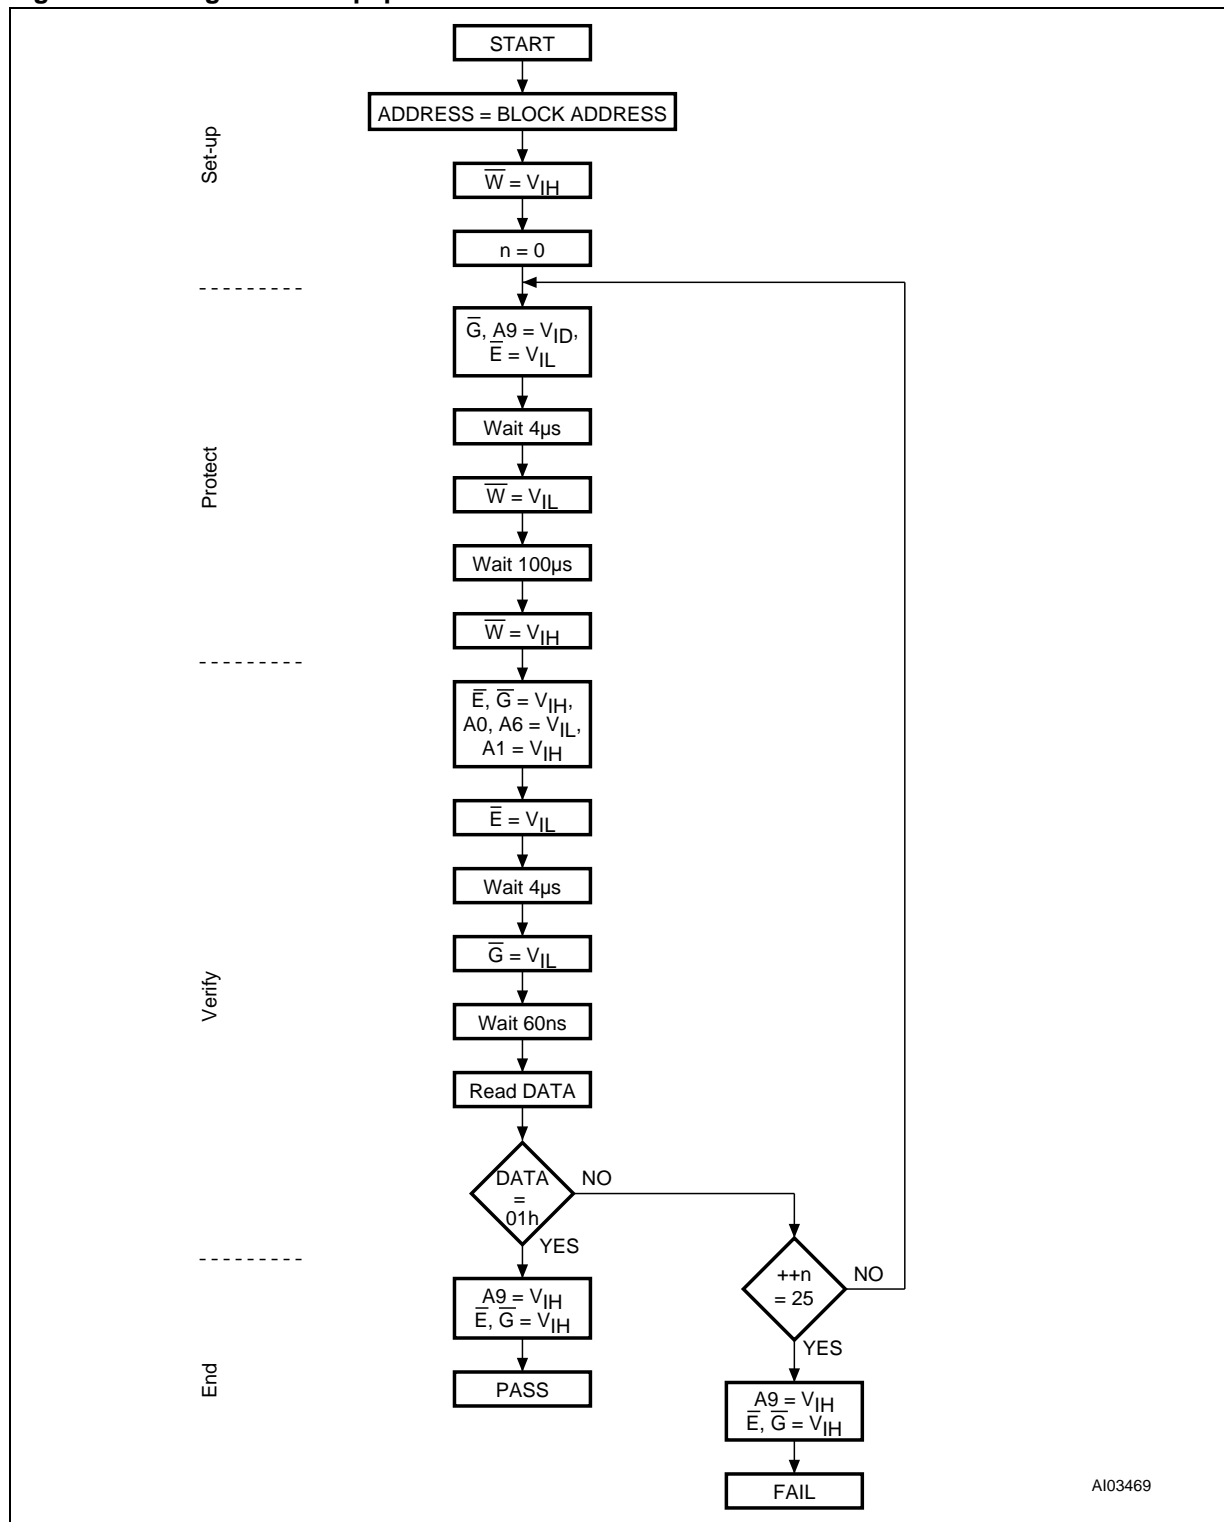 START
ADDRESS = BLOCK ADDRESS
Set-up
W̅ = VIH
n = 0
G̅, A9 = VID,
E̅ = VIL
Wait 4µs
Protect
W̅ = VIL
Wait 100µs
W̅ = VIH
E̅, G̅ = VIH,
A0, A6 = VIL,
A1 = VIH
E̅ = VIL
Wait 4µs
G̅ = VIL
Verify
Wait 60ns
Read DATA
DATA
=
01h
NO
YES
++n
= 25
NO
YES
A9 = VIH
E̅, G̅ = VIH
End
PASS
A9 = VIH
E̅, G̅ = VIH
FAIL
AI03469